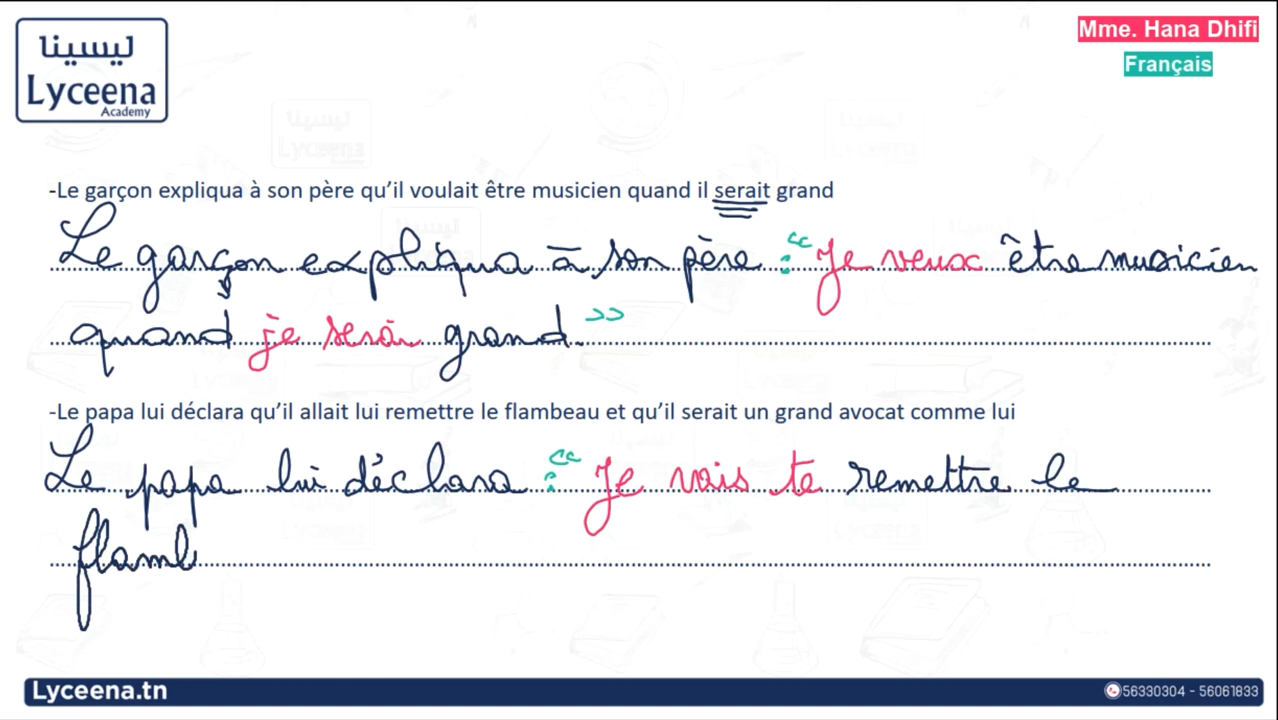 ليسينا
Lyceena
Academy
Mme. Hana Dhifi
Français
-Le garçon expliqua à son père qu’il voulait être musicien quand il serait grand
Le garçon expliqua à son père : “ Je veux être musicien
quand je serai grand. ”
-Le papa lui déclara qu’il allait lui remettre le flambeau et qu’il serait un grand avocat comme lui
Le papa lui déclara : “ Je vais te remettre le
flamb
Lyceena.tn
56330304 - 56061833